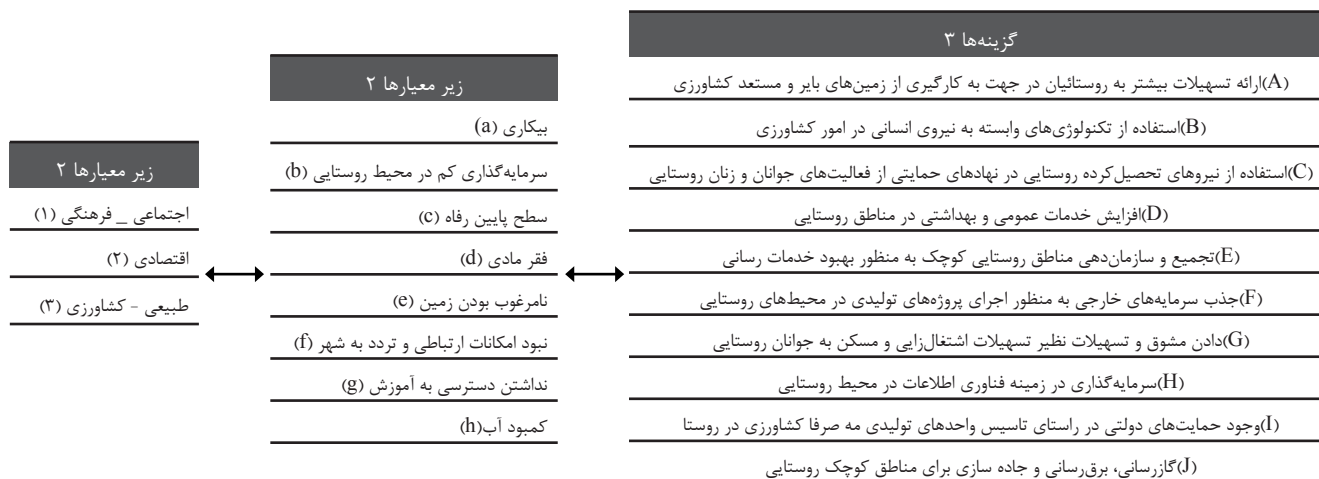 گزینه‌ها ۳
(A)ارائه تسهیلات بیشتر به روستائیان در جهت به کارگیری از زمین‌های بایر و مستعد کشاورزی
(B)استفاده از تکنولوژی‌های وابسته به نیروی انسانی در امور کشاورزی
(C)استفاده از نیروهای تحصیل‌کرده روستایی در نهادهای حمایتی از فعالیت‌های جوانان و زنان روستایی
(D)افزایش خدمات عمومی و بهداشتی در مناطق روستایی
(E)تجمیع و سازمان‌دهی مناطق روستایی کوچک به منظور بهبود خدمات رسانی
(F)جذب سرمایه‌های خارجی به منظور اجرای پروژه‌های تولیدی در محیط‌های روستایی
(G)دادن مشوق و تسهیلات نظیر تسهیلات اشتغال‌زایی و مسکن به جوانان روستایی
(H)سرمایه‌گذاری در زمینه فناوری اطلاعات در محیط روستایی
(I)وجود حمایت‌های دولتی در راستای تاسیس واحدهای تولیدی مه صرفا کشاورزی در روستا
(J)گازرسانی، برق‌رسانی و جاده سازی برای مناطق کوچک روستایی
زیر معیارها ۲
بیکاری (a)
سرمایه‌گذاری کم در محیط روستایی (b)
سطح پایین رفاه (c)
فقر مادی (d)
نامرغوب بودن زمین (e)
نبود امکانات ارتباطی و تردد به شهر (f)
نداشتن دسترسی به آموزش (g)
کمبود آب(h)
زیر معیارها ۲
اجتماعی _ فرهنگی (۱)
اقتصادی (۲)
طبیعی - کشاورزی (۳)